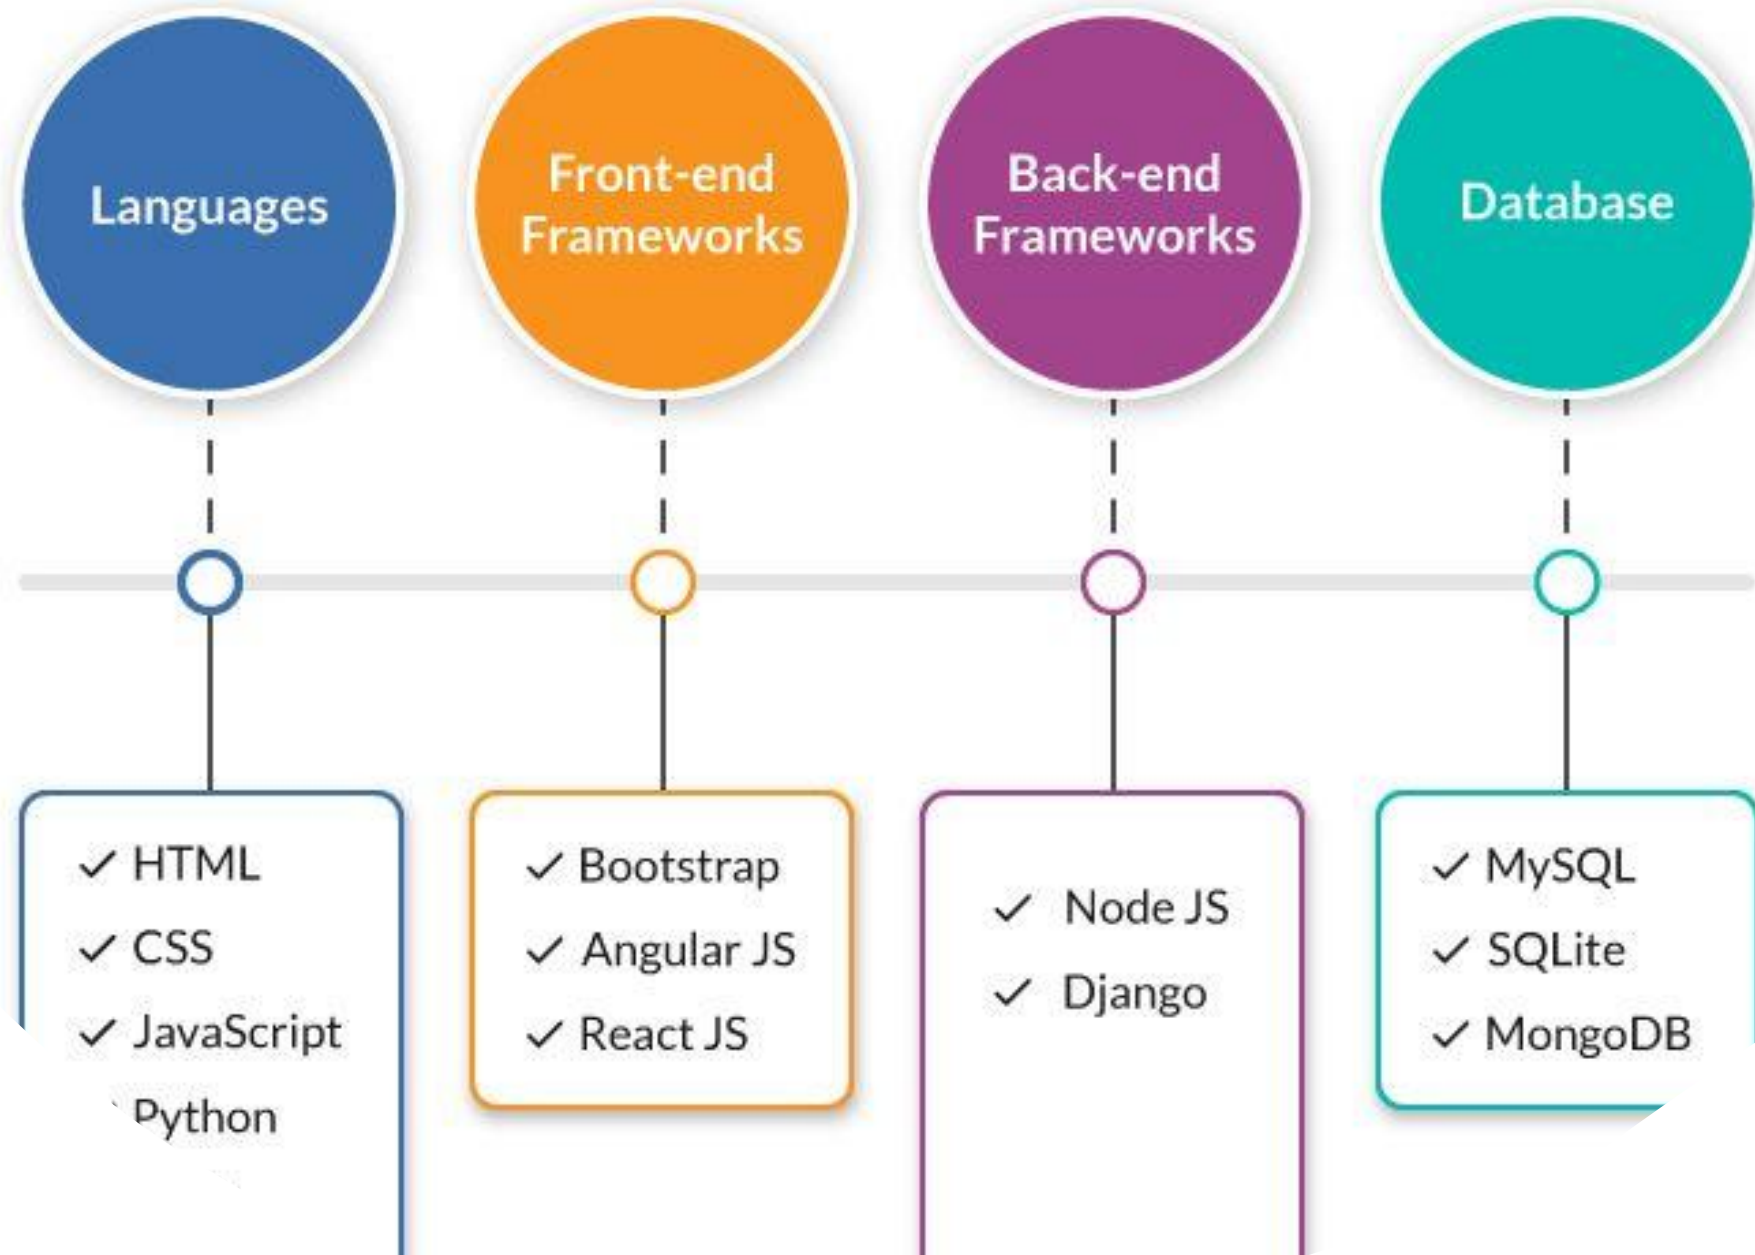 Languages
Front-end
Frameworks
Back-end
Frameworks
Database
HTML
CSS
JavaScript
Python
Bootstrap
Angular JS
React JS
Node JS
Django
MySQL
SQLite
MongoDB